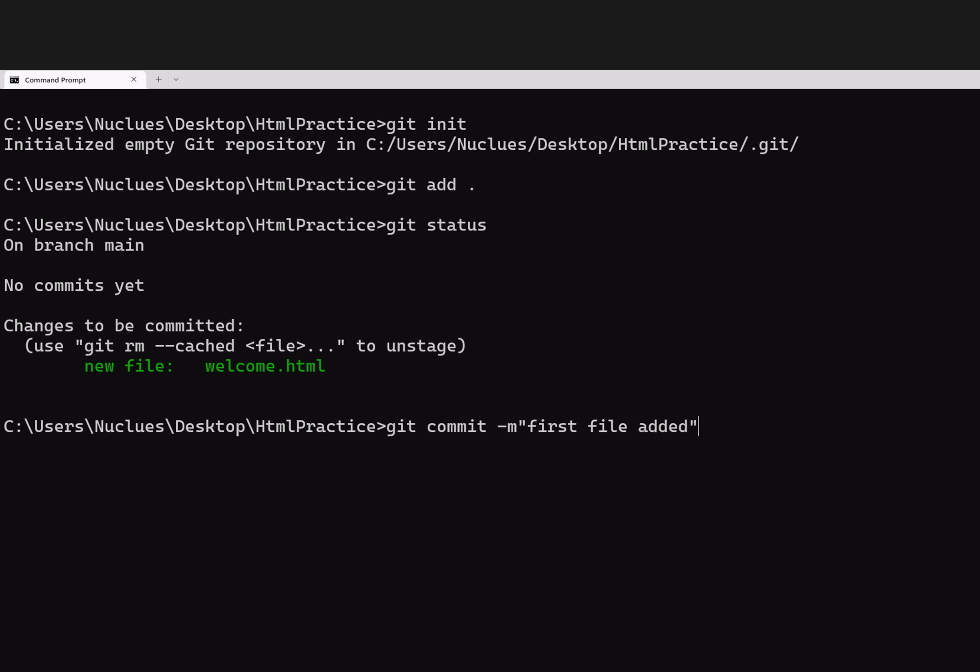 Command Prompt
C:\Users\Nuclues\Desktop\HtmlPractice>git init
Initialized empty Git repository in C:/Users/Nuclues/Desktop/HtmlPractice/.git/
C:\Users\Nuclues\Desktop\HtmlPractice>git add .
C:\Users\Nuclues\Desktop\HtmlPractice>git status
On branch main
No commits yet
Changes to be committed:
  (use "git rm --cached <file>..." to unstage)
        new file:   welcome.html
C:\Users\Nuclues\Desktop\HtmlPractice>git commit -m"first file added"